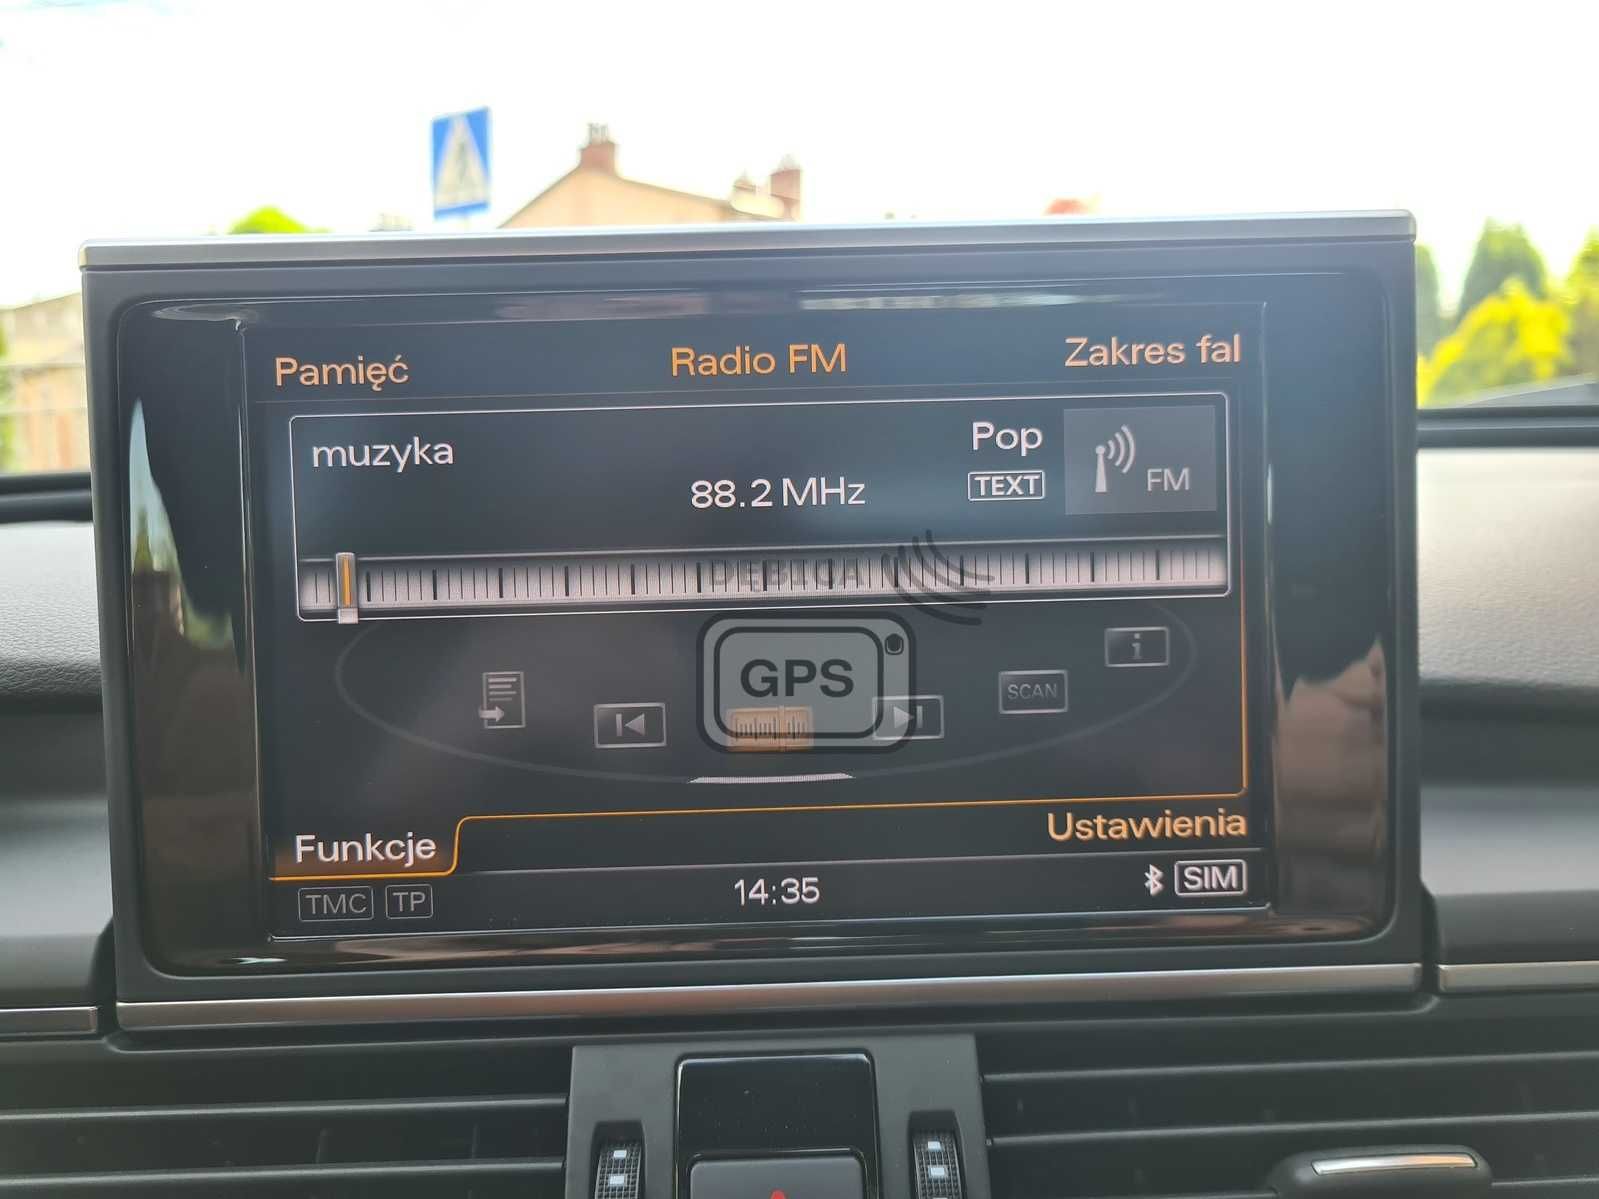 Pamięć
Radio FM
Zakres fal
muzyka
Pop
88.2 MHz
TEXT
FM
DĘBICA
GPS
i
SCAN
Funkcje
Ustawienia
TMC
TP
14:35
SIM